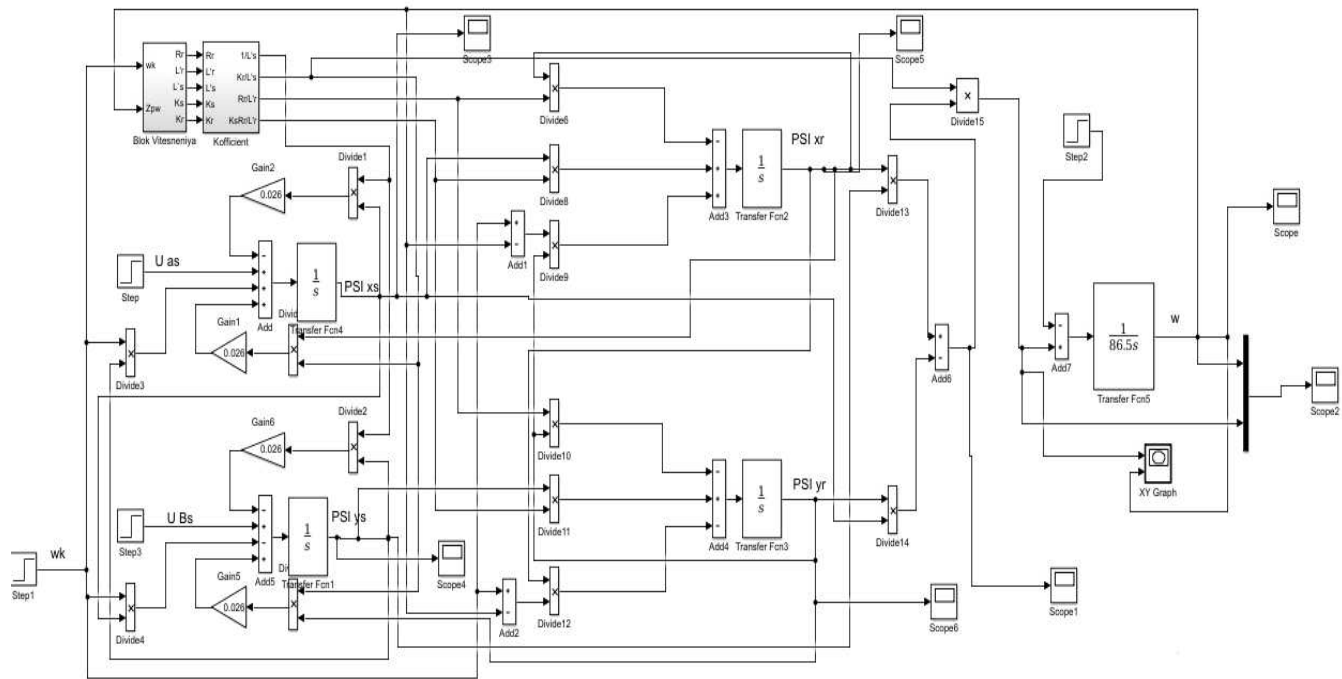 wk
Zpw
Rr
L'r
L`s
Ks
Kr
Blok Vitesneniya
Rr
L'r
L's
Ks
Kr
1/L's
Kr/L's
Rr/L'r
KsRr/L'r
Kofficient
Scope3
Scope5
Divide6
Divide15
Step2
Gain2
0.026
Divide1
Divide8
Add3
PSI xr
1
s
Transfer Fcn2
Divide13
Scope
Add1
Divide9
U as
Step
Add
1
s
PSI xs
Transfer Fcn4
Gain1
0.026
Divide3
Add6
Add7
1
86.5s
w
Transfer Fcn5
Scope2
Gain6
0.026
Divide2
Divide10
Divide11
Add4
PSI yr
1
s
Transfer Fcn3
Divide14
XY Graph
U Bs
Step3
Add5
1
s
PSI ys
Transfer Fcn1
Scope4
wk
Step1
Gain5
0.026
Divide4
Add2
Divide12
Scope6
Scope1